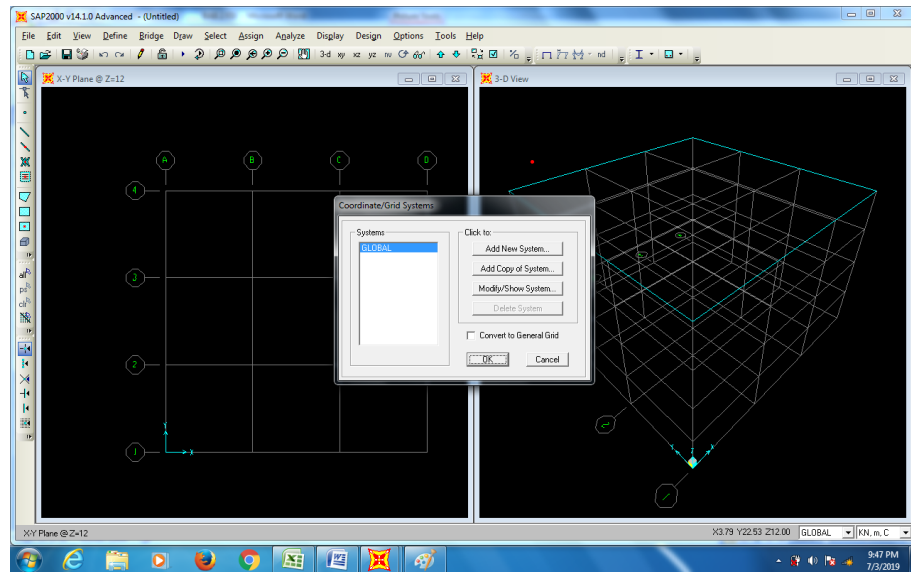 SAP2000 v14.1.0 Advanced - (Untitled)
File Edit View Define Bridge Draw Select Assign Analyze Display Design Options Tools Help
3-d xy xz yz nv
nd
X-Y Plane @ Z=12
3-D View
A B C D
4
3
2
1
Y
X
Coordinate/Grid Systems
Systems
GLOBAL
Click to:
Add New System...
Add Copy of System...
Modify/Show System...
Delete System
Convert to General Grid
OK Cancel
all
ps
clr
Y Z X
X-Y Plane @ Z=12
X3.79 Y22.53 Z12.00 GLOBAL KN, m, C
9:47 PM
7/3/2019